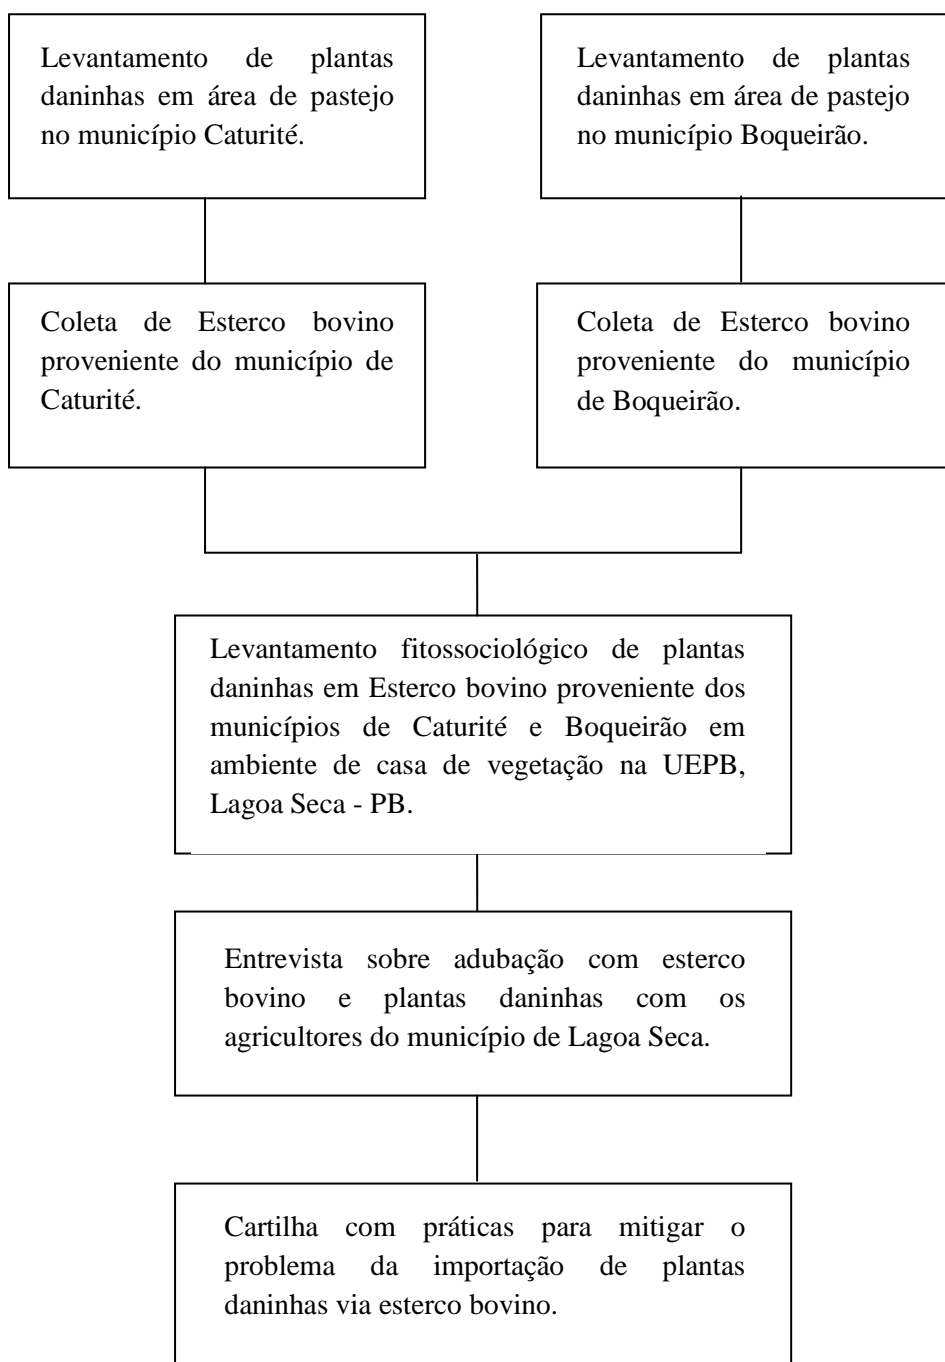 Levantamento de plantas
daninhas em área de pastejo
no município Caturité.
Levantamento de plantas
daninhas em área de pastejo
no município Boqueirão.
Coleta de Esterco bovino
proveniente do município de
Caturité.
Coleta de Esterco bovino
proveniente do município
de Boqueirão.
Levantamento fitossociológico de plantas
daninhas em Esterco bovino proveniente dos
municípios de Caturité e Boqueirão em
ambiente de casa de vegetação na UEPB,
Lagoa Seca - PB.
Entrevista sobre adubação com esterco
bovino e plantas daninhas com os
agricultores do município de Lagoa Seca.
Cartilha com práticas para mitigar o
problema da importação de plantas
daninhas via esterco bovino.